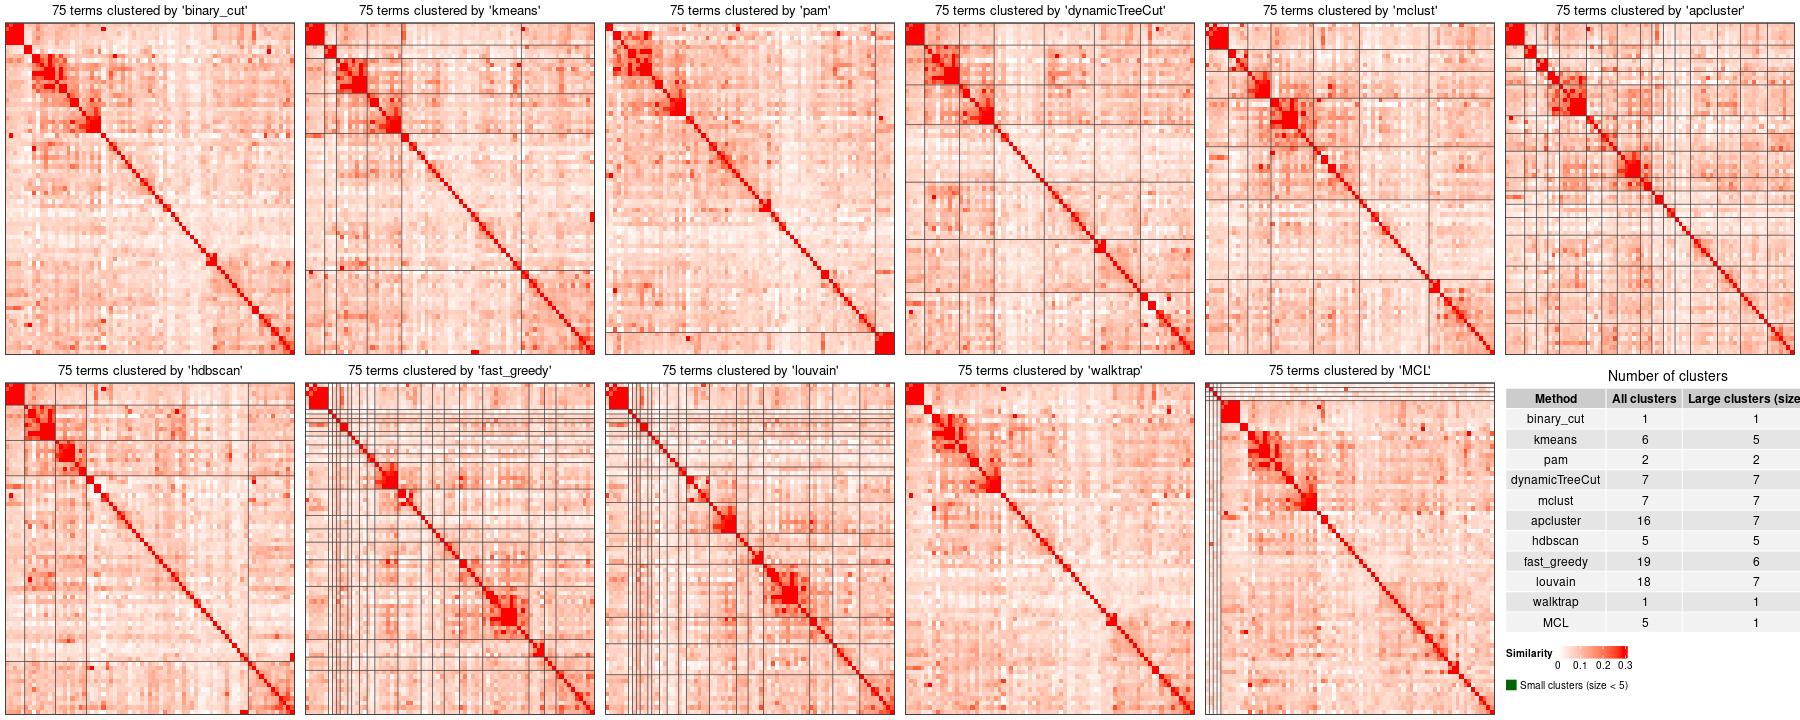 75 terms clustered by 'binary_cut'
75 terms clustered by 'kmeans'
75 terms clustered by 'pam'
75 terms clustered by 'dynamicTreeCut'
75 terms clustered by 'mclust'
75 terms clustered by 'apcluster'
75 terms clustered by 'hdbscan'
75 terms clustered by 'fast_greedy'
75 terms clustered by 'louvain'
75 terms clustered by 'walktrap'
75 terms clustered by 'MCL'
Number of clusters
Method All clusters Large clusters (size
binary_cut 1 1
kmeans 6 5
pam 2 2
dynamicTreeCut 7 7
mclust 7 7
apcluster 16 7
hdbscan 5 5
fast_greedy 19 6
louvain 18 7
walktrap 1 1
MCL 5 1
Similarity
0 0.1 0.2 0.3
Small clusters (size < 5)